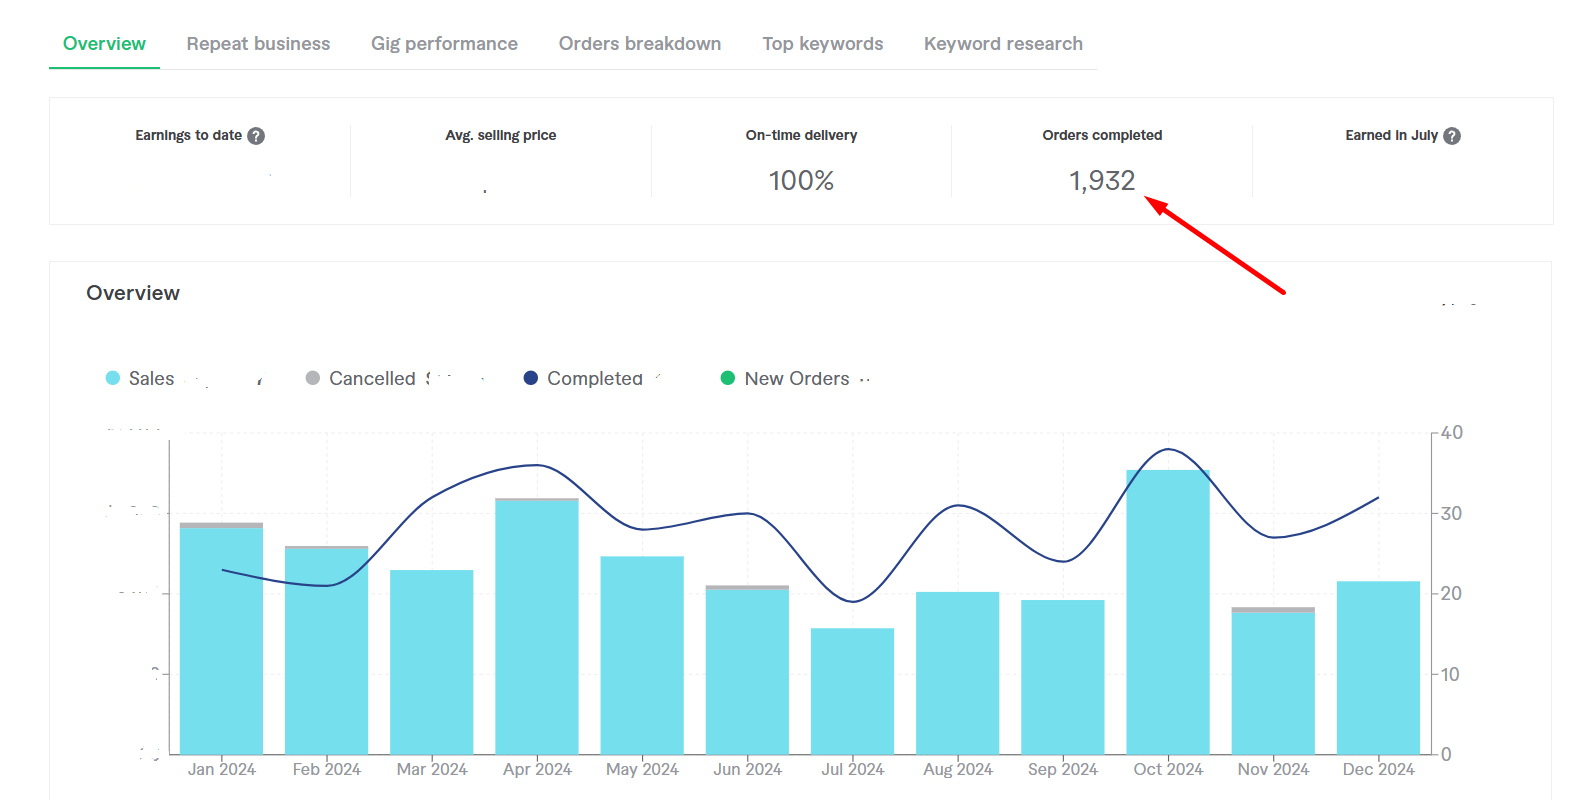 Overview Repeat business Gig performance Orders breakdown Top keywords Keyword research
Earnings to date ? Avg. selling price On-time delivery Orders completed Earned in July ?
100% 1,932
Overview
Sales Cancelled Completed New Orders
40
30
20
10
0
Jan 2024 Feb 2024 Mar 2024 Apr 2024 May 2024 Jun 2024 Jul 2024 Aug 2024 Sep 2024 Oct 2024 Nov 2024 Dec 2024